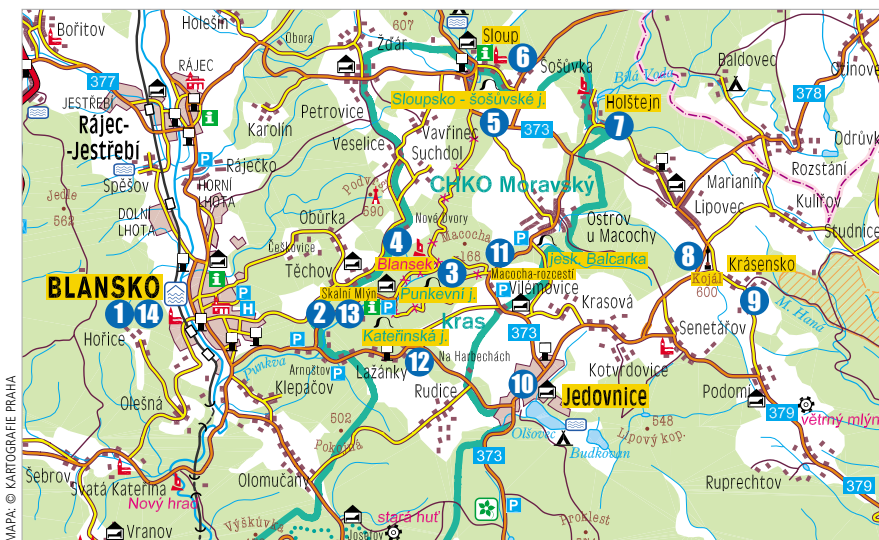 Bořitov
Holešín
607
Obora
Žďár
Sloup
i
6
Šošůvka
Baldovec
Bílá Voda
377
RÁJEC
JESTŘEBÍ
Rájec-
-Jestřebí
i
Karolín
Petrovice
Sloupsko - šošůvské j.
5
373
Holštejn
7
378
Vavřinec
Veselice
Suchdol
Odrůvky
P
Ráječko
Spěšov
Jedle
562
HORNÍ
LHOTA
DOLNÍ
LHOTA
590
CHKO Moravský
Rozstání
Marianín
Lipovec
Kulířov
Studnice
Nové Dvory
Obůrka
Češkovice
Těchov
4
Blansek
Macocha
168
11
P
Ostrov
u Macochy
jesk. Balcarka
8
Krásensko
Kojál
600
i
BLANSKO
1
14
P
H
Skalní Mlýn
2
13
i
P
Punkevní j.
3
Macocha-rozcestí
P
Vilémovice
9
M. Haná
Hořice
P
Kateřinská j.
kras
373
Krasová
Senetářov
Punkva
Arnoštov
P
Lažánky
12
Na Harbechách
Kotvrdovice
Klepačov
Rudice
10
Jedovnice
Podomí
Olešná
502
Pokojná
Olšovec
Budkovan
548
Lipový kop.
379
větrný mlýn
Šebrov
Svatá Kateřina
Nový hrad
Olomučany
373
Ruprechtov
379
Vranov
Výškůvka
stará huť
Josefov
P
Proklest
MAPA: © KARTOGRAFIE PRAHA